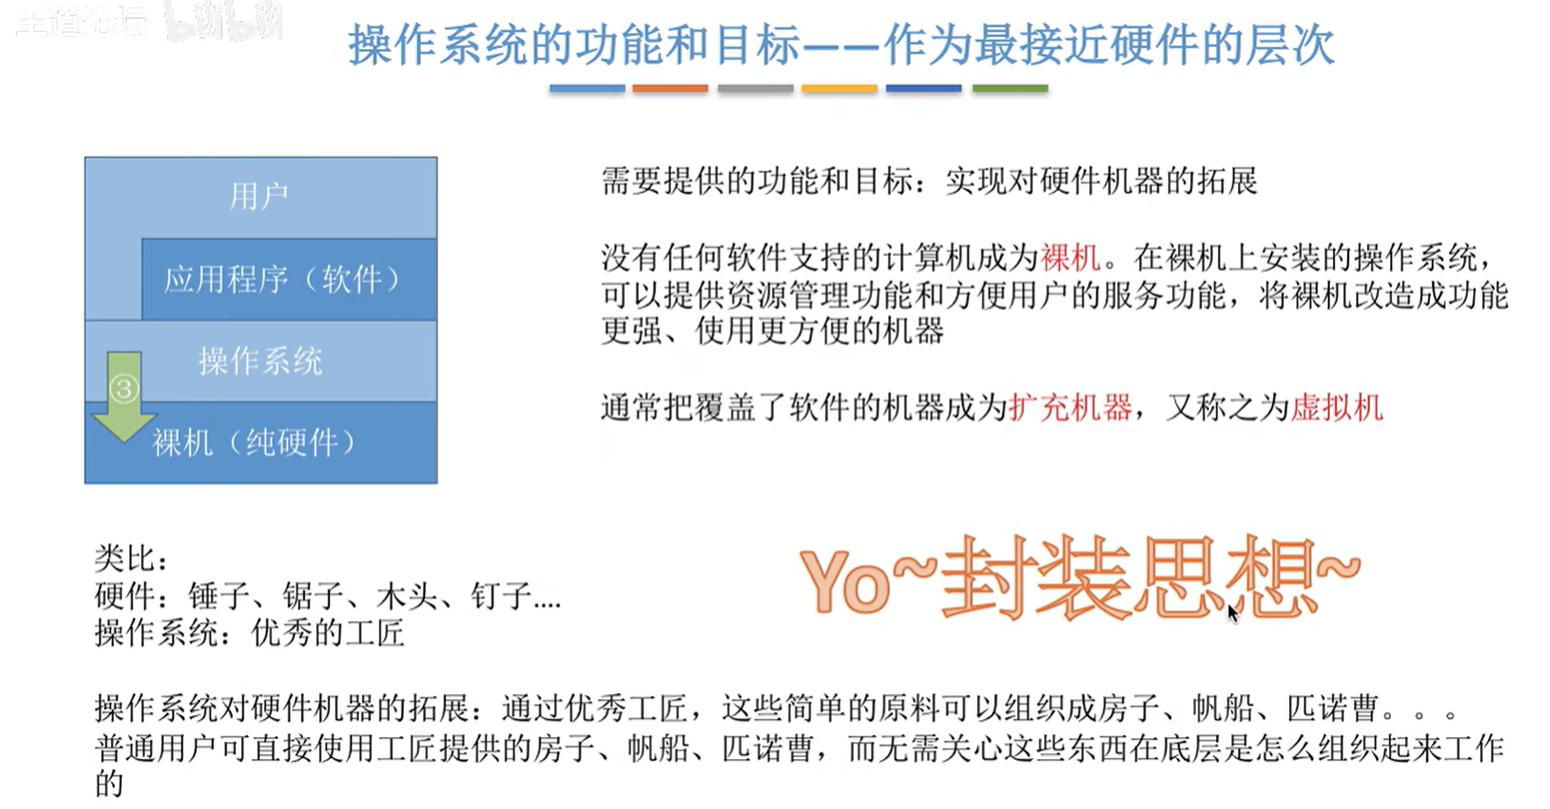 王道论坛 bilibili
操作系统的功能和目标——作为最接近硬件的层次
用户
应用程序（软件）
操作系统
③
裸机（纯硬件）
需要提供的功能和目标：实现对硬件机器的拓展
没有任何软件支持的计算机成为裸机。在裸机上安装的操作系统，
可以提供资源管理功能和方便用户的服务功能，将裸机改造成功能
更强、使用更方便的机器
通常把覆盖了软件的机器成为扩充机器，又称之为虚拟机
类比：
硬件：锤子、锯子、木头、钉子....
操作系统：优秀的工匠
Yo~封装思想~
操作系统对硬件机器的拓展：通过优秀工匠，这些简单的原料可以组织成房子、帆船、匹诺曹。。。
普通用户可直接使用工匠提供的房子、帆船、匹诺曹，而无需关心这些东西在底层是怎么组织起来工作
的